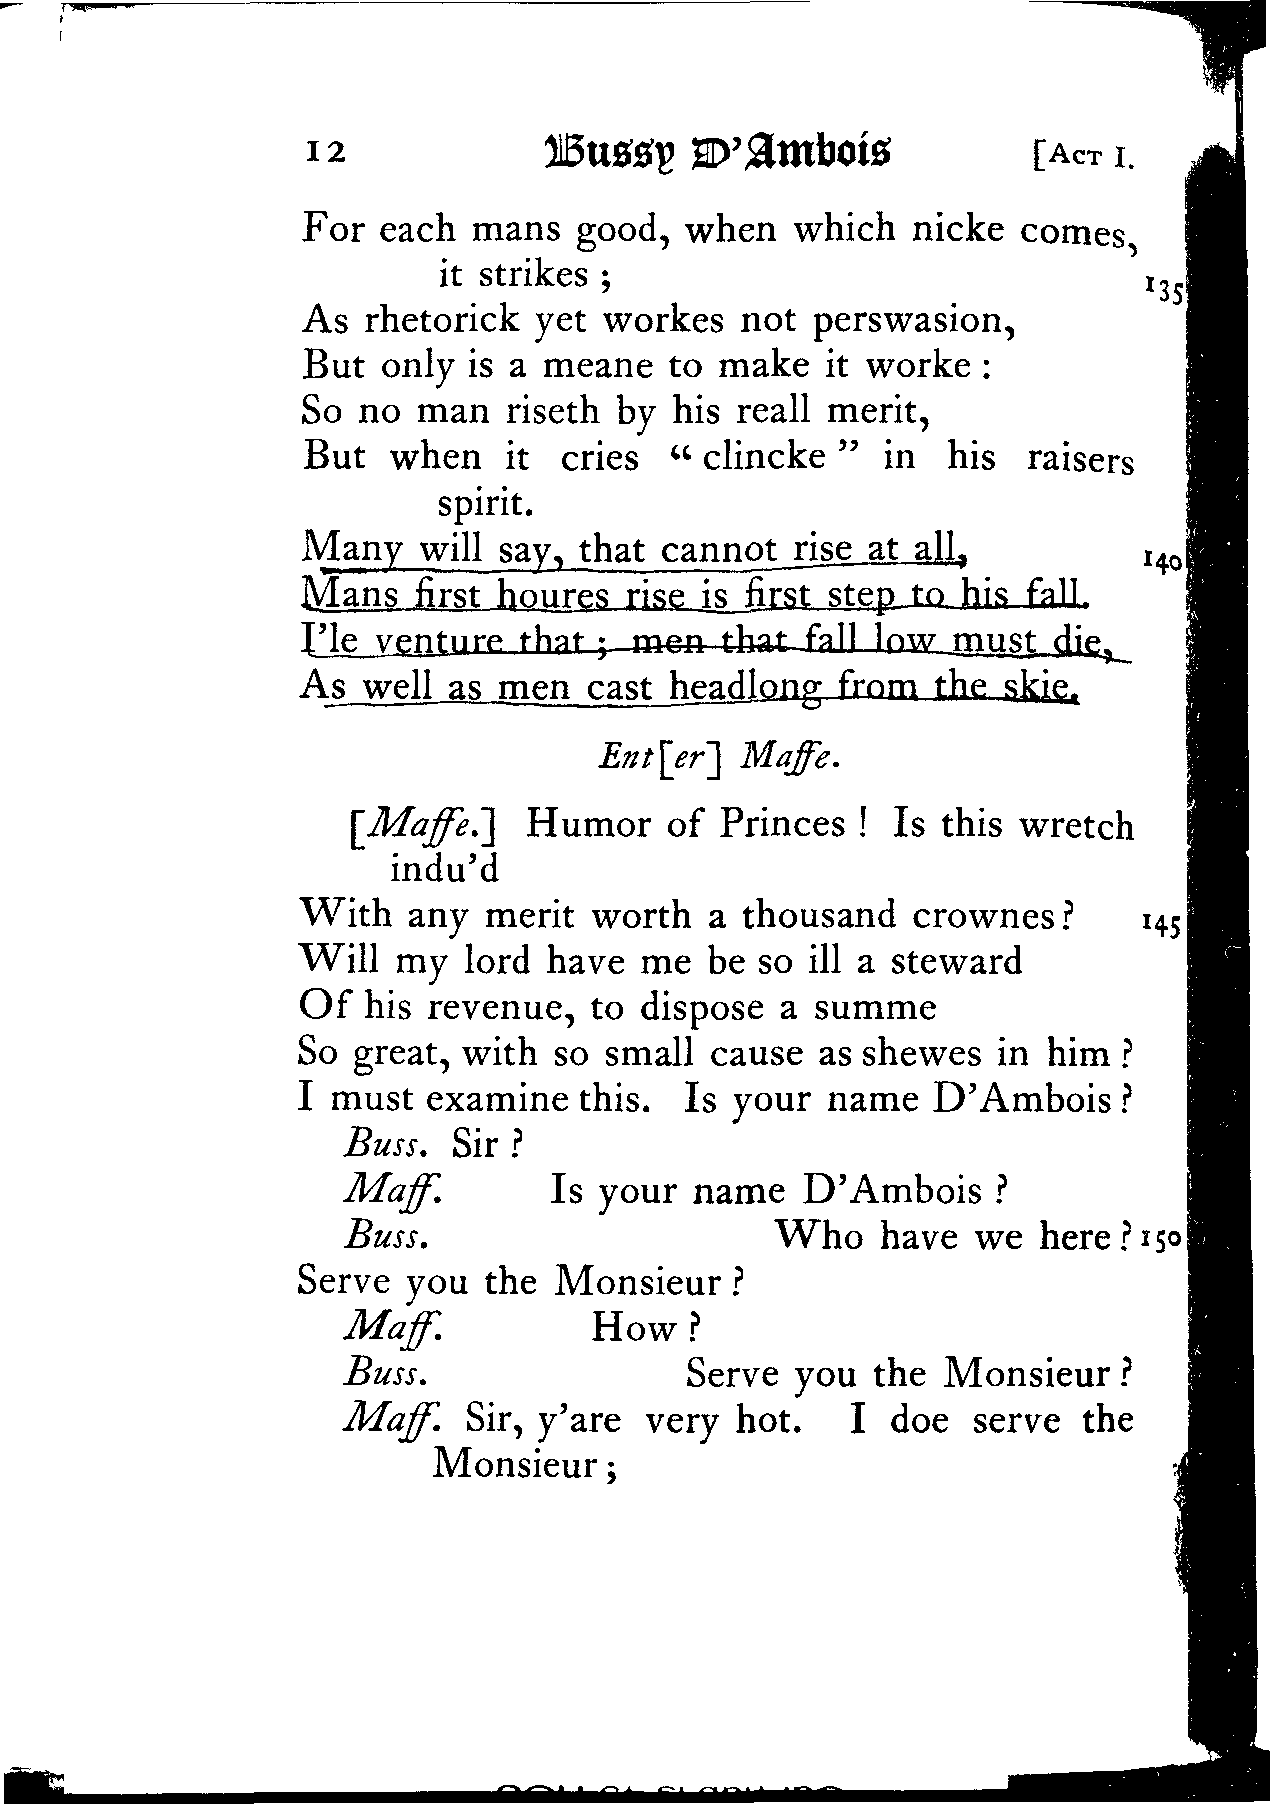 12 Bussy D'Ambois [Act I.
For each mans good, when which nicke comes,
it strikes ; 135
As rhetorick yet workes not perswasion,
But only is a meane to make it worke :
So no man riseth by his reall merit,
But when it cries “ clincke ” in his raisers
spirit.
Many will say, that cannot rise at all, 140
Mans first houres rise is first step to his fall.
I'le venture that ; men that fall low must die,
As well as men cast headlong from the skie.
Ent[er] Maffe.
[Maffe.] Humor of Princes ! Is this wretch
indu'd
With any merit worth a thousand crownes? 145
Will my lord have me be so ill a steward
Of his revenue, to dispose a summe
So great, with so small cause as shewes in him ?
I must examine this. Is your name D'Ambois ?
Buss. Sir ?
Maff. Is your name D'Ambois ?
Buss. Who have we here ? 150
Serve you the Monsieur ?
Maff. How ?
Buss. Serve you the Monsieur ?
Maff. Sir, y'are very hot. I doe serve the
Monsieur ;